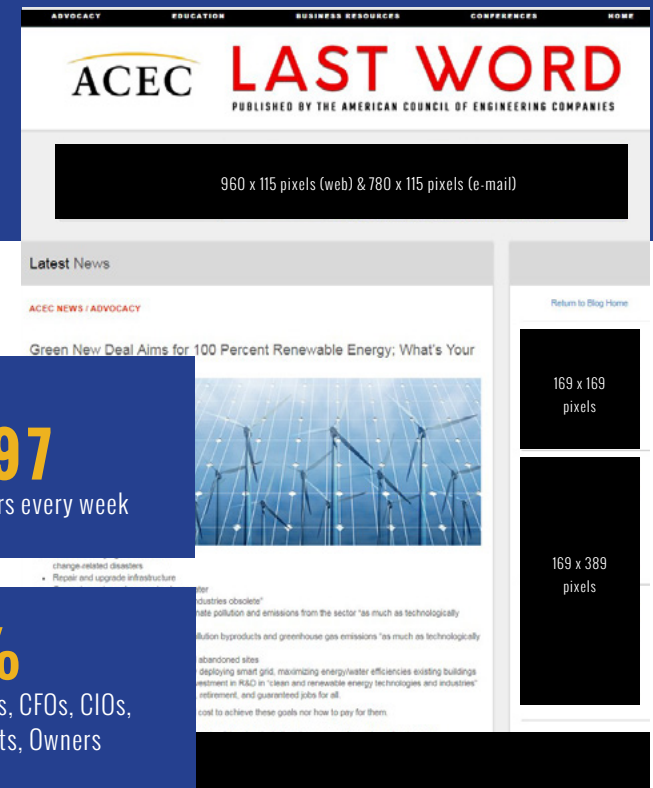 ADVOCACY EDUCATION BUSINESS RESOURCES CONFERENCES HOME
ACEC LAST WORD
PUBLISHED BY THE AMERICAN COUNCIL OF ENGINEERING COMPANIES
960 x 115 pixels (web) & 780 x 115 pixels (e-mail)
Latest News
ACEC NEWS / ADVOCACY
Return to Blog Home
Green New Deal Aims for 100 Percent Renewable Energy; What's Your
169 x 169
pixels
97
rs every week
169 x 389
pixels
change-related disasters
Repair and upgrade infrastructure
ater
dustries obsolete"
nate pollution and emissions from the sector "as much as technologically
llution byproducts and greenhouse gas emissions "as much as technologically
abandoned sites
deploying smart grid, maximizing energy/water efficiencies existing buildings
vestment in R&D in "clean and renewable energy technologies and industries"
retirement, and guaranteed jobs for all.
cost to achieve these goals nor how to pay for them.
%
s, CFOs, CIOs,
ts, Owners